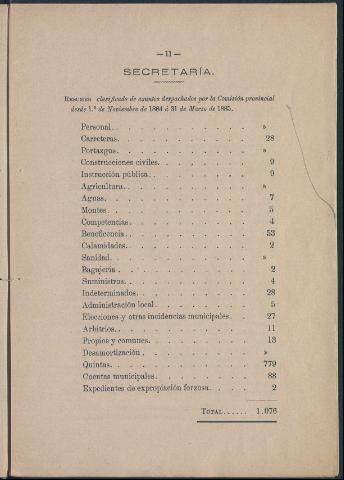 —11—
SECRETARÍA.
RESUMEN clasificado de asuntos despachados por la Comisión provincial
desde 1.º de Noviembre de 1884 á 31 de Marzo de 1885.
Personal. . . . . . . . . . . . »
Carreteras. . . . . . . . . . . 28
Portazgos. . . . . . . . . . . »
Construcciones civiles. . . . . . . . 9
Instrucción pública. . . . . . . . . 9
Agricultura. . . . . . . . . . . »
Aguas. . . . . . . . . . . . 7
Montes. . . . . . . . . . . . 5
Competencias. . . . . . . . . . 4
Beneficencia. . . . . . . . . . . 53
Calamidades. . . . . . . . . . . 2
Sanidad. . . . . . . . . . . . »
Bagajería . . . . . . . . . . . 2
Suministros. . . . . . . . . . . 4
Indeterminados. . . . . . . . . . 28
Administración local. . . . . . . . 5
Elecciones y otras incidencias municipales. . 27
Arbitrios. . . . . . . . . . . . 11
Propios y comunes. . . . . . . . . 13
Desamortización . . . . . . . . . »
Quintas. . . . . . . . . . . . 779
Cuentas municipales. . . . . . . . 88
Expedientes de expropiación forzosa. . . . 2
TOTAL...... 1.076